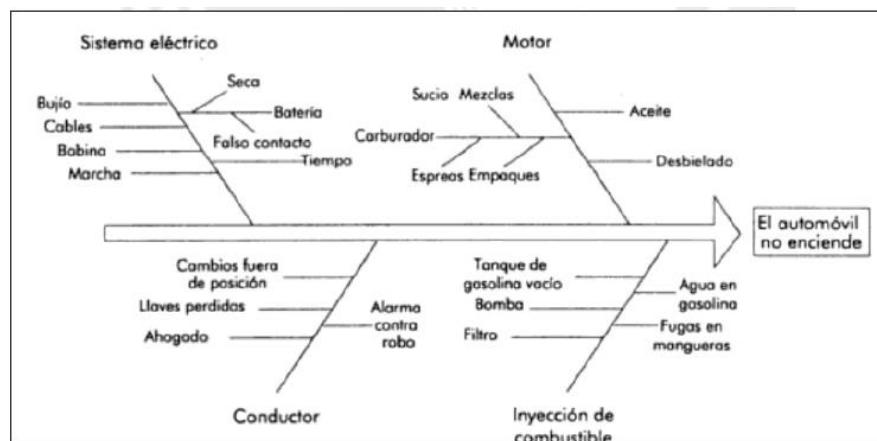 Sistema eléctrico
Motor
Seca
Bujío
Batería
Cables
Falso contacto
Bobina
Tiempo
Marcha
Sucio Mezclas
Aceite
Carburador
Espreas Empaques
Desbielado
El automóvil
no enciende
Cambios fuera
de posición
Llaves perdidas
Alarma
contra
robo
Ahogado
Tanque de
gasolina vacío
Agua en
gasolina
Bomba
Fugas en
mangueras
Filtro
Conductor
Inyección de
combustible